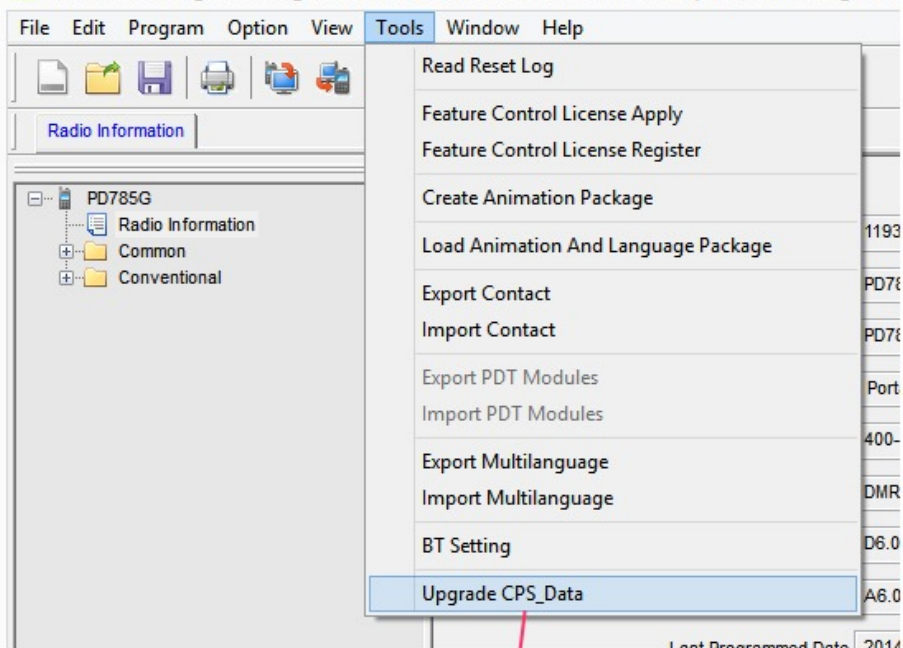 File Edit Program Option View Tools Window Help
Read Reset Log
Radio Information
Feature Control License Apply
Feature Control License Register
PD785G
Radio Information
Common
Conventional
Create Animation Package
Load Animation And Language Package
Export Contact
Import Contact
Export PDT Modules
Import PDT Modules
Export Multilanguage
Import Multilanguage
BT Setting
Upgrade CPS_Data
1193
PD78
PD78
Port
400-
DMR
D6.0
A6.0
Last Programmed Date 2014